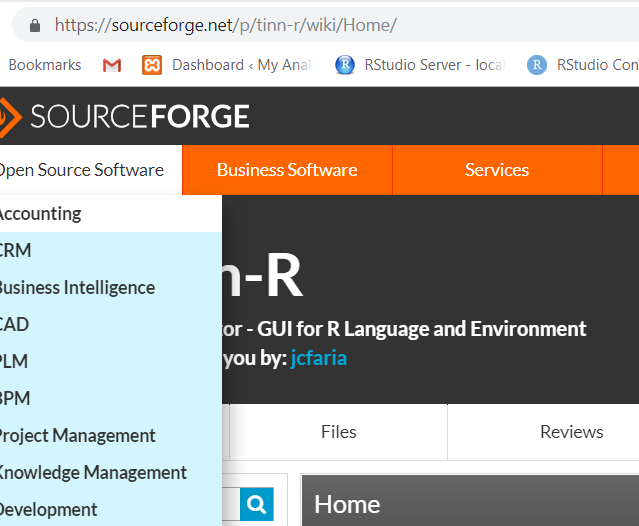 https://sourceforge.net/p/tinn-r/wiki/Home/
Bookmarks Dashboard ‹ My Ana RStudio Server - local RStudio Con
SOURCEFORGE
Open Source Software Business Software Services
Accounting
CRM
Business Intelligence
CAD
PLM
BPM
Project Management
Knowledge Management
Development
n-R
tor - GUI for R Language and Environment
you by: jcfaria
Files Reviews
Home